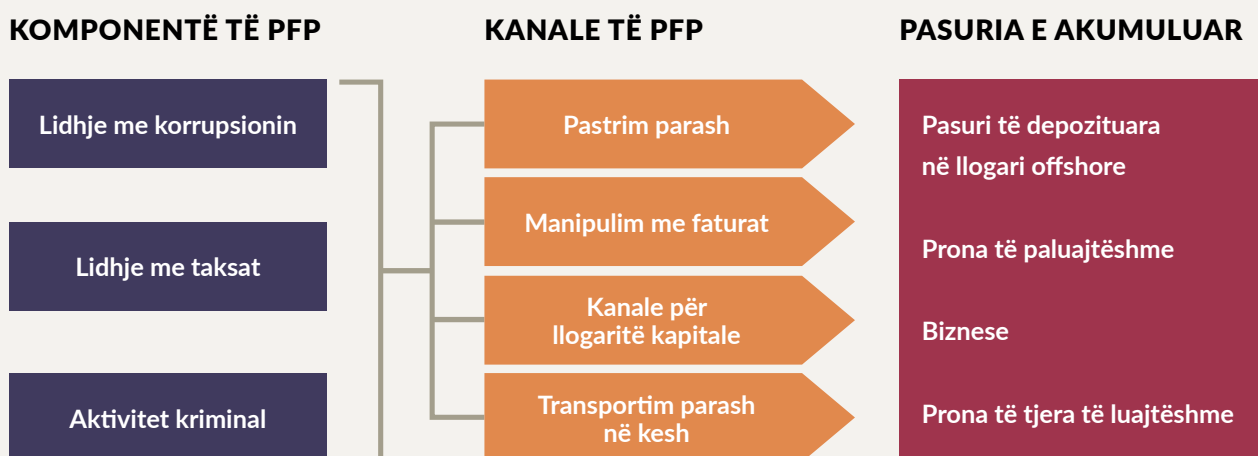 KOMPONENTË TË PFP
Lidhje me korrupsionin
Lidhje me taksat
Aktivitet kriminal
KANALE TË PFP
Pastrim parash
Manipulim me faturat
Kanale për
llogaritë kapitale
Transportim parash
në kesh
PASURIA E AKUMULUAR
Pasuri të depozituara
në llogari offshore
Prona të paluajtëshme
Biznese
Prona të tjera të luajtëshme